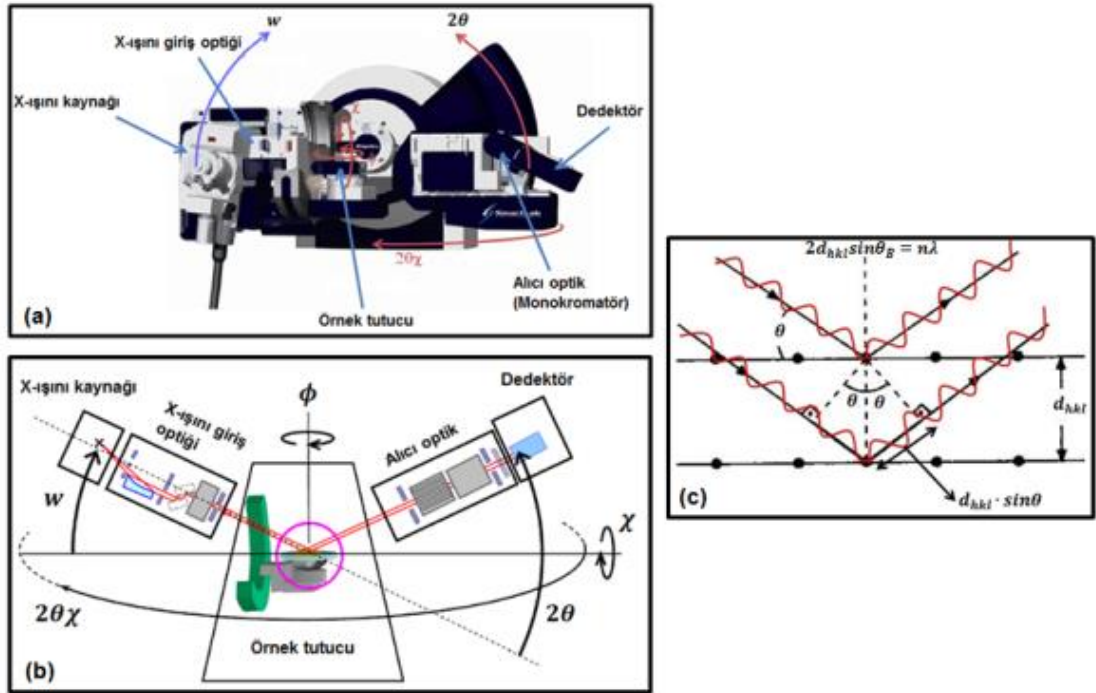 w
2θ
X-ışını giriş optiği
X-ışını kaynağı
Dedektör
χ
2θχ
Alıcı optik
(Monokromatör)
Örnek tutucu
(a)
X-ışını kaynağı
X-ışını giriş
optiği
ϕ
Alıcı optik
Dedektör
w
χ
2θχ
2θ
Örnek tutucu
(b)
2d_hkl sinθ_B = nλ
θ
θ θ
d_hkl
d_hkl · sinθ
(c)